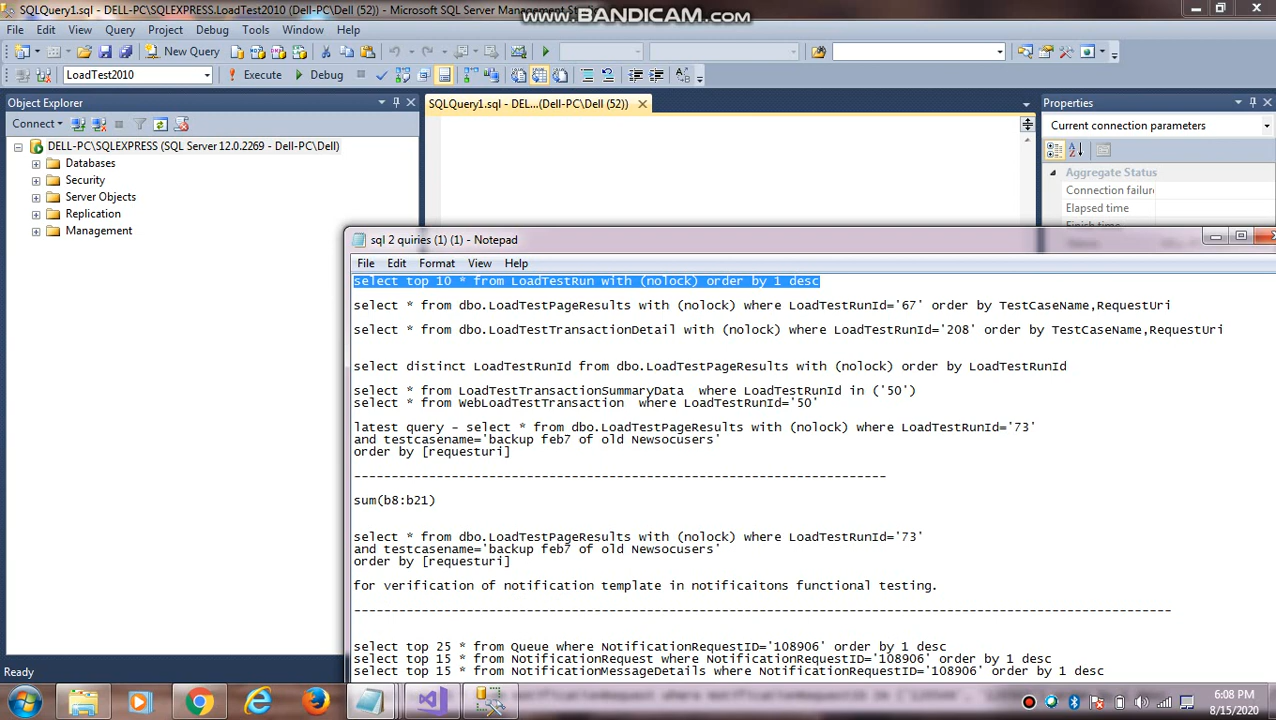 SQLQuery1.sql - DELL-PC\SQLEXPRESS.LoadTest2010 (Dell-PC\Dell (52)) - Microsoft SQL Server Management Studio
www.BANDICAM.com
File Edit View Query Project Debug Tools Window Help
New Query
LoadTest2010 Execute Debug
Object Explorer
SQLQuery1.sql - DEL...(Dell-PC\Dell (52))
Properties
Connect
Current connection parameters
DELL-PC\SQLEXPRESS (SQL Server 12.0.2269 - Dell-PC\Dell)
Databases
Security
Server Objects
Replication
Management
Aggregate Status
Connection failure
Elapsed time
Finish time
sql 2 quiries (1) (1) - Notepad
File Edit Format View Help
select top 10 * from LoadTestRun with (nolock) order by 1 desc
select * from dbo.LoadTestPageResults with (nolock) where LoadTestRunId='67' order by TestCaseName,RequestUri
select * from dbo.LoadTestTransactionDetail with (nolock) where LoadTestRunId='208' order by TestCaseName,RequestUri
select distinct LoadTestRunId from dbo.LoadTestPageResults with (nolock) order by LoadTestRunId
select * from LoadTestTransactionSummaryData  where LoadTestRunId in ('50')
select * from WebLoadTestTransaction  where LoadTestRunId='50'
latest query - select * from dbo.LoadTestPageResults with (nolock) where LoadTestRunId='73'
and testcasename='backup feb7 of old Newsocusers'
order by [requesturi]
-----------------------------------------------------------------------
sum(b8:b21)
select * from dbo.LoadTestPageResults with (nolock) where LoadTestRunId='73'
and testcasename='backup feb7 of old Newsocusers'
order by [requesturi]
for verification of notification template in notificaitons functional testing.
-------------------------------------------------------------------------------------------------------------
select top 25 * from Queue where NotificationRequestID='108906' order by 1 desc
select top 15 * from NotificationRequest where NotificationRequestID='108906' order by 1 desc
select top 15 * from NotificationMessageDetails where NotificationRequestID='108906' order by 1 desc
Ready
6:08 PM
8/15/2020